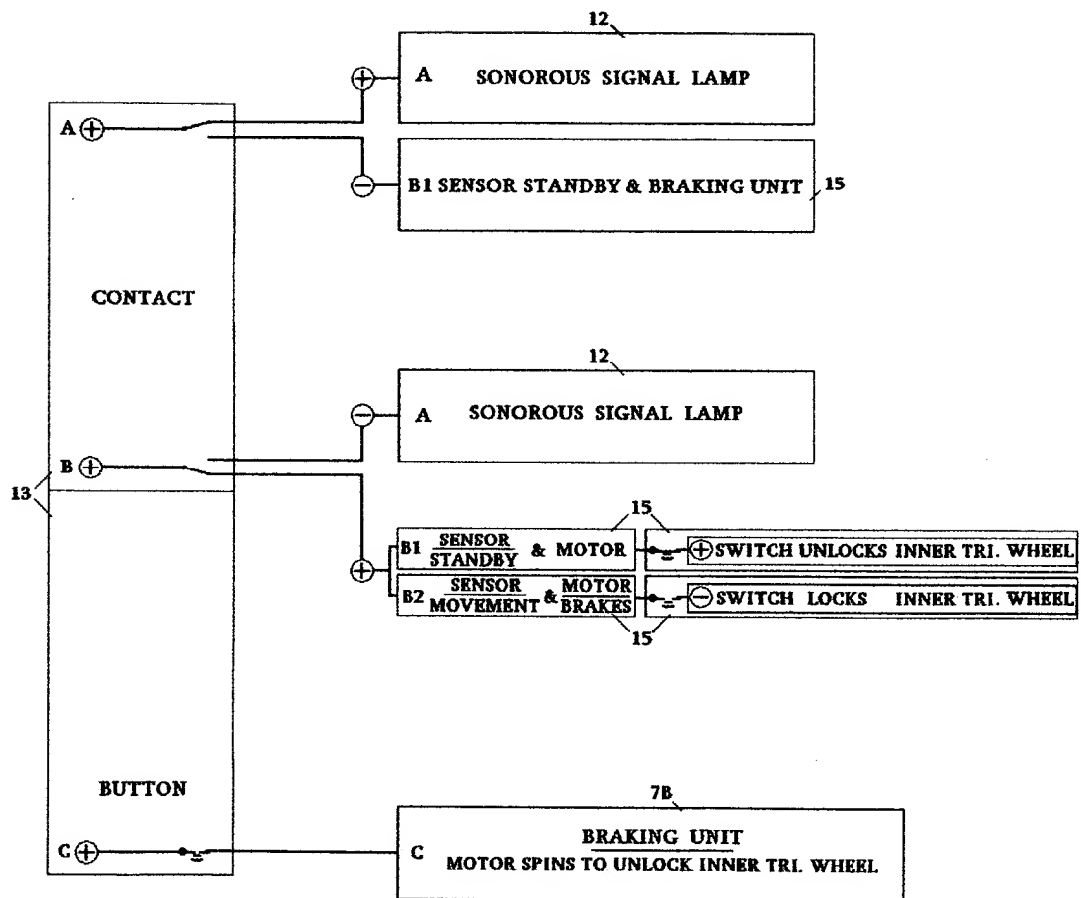 12
A SONOROUS SIGNAL LAMP
A
B1 SENSOR STANDBY & BRAKING UNIT
15
CONTACT
12
A SONOROUS SIGNAL LAMP
B
13
15
B1 SENSOR STANDBY & MOTOR
SWITCH UNLOCKS INNER TRI. WHEEL
B2 SENSOR MOVEMENT & MOTOR BRAKES
SWITCH LOCKS INNER TRI. WHEEL
15
BUTTON
7B
C
C
BRAKING UNIT
MOTOR SPINS TO UNLOCK INNER TRI. WHEEL